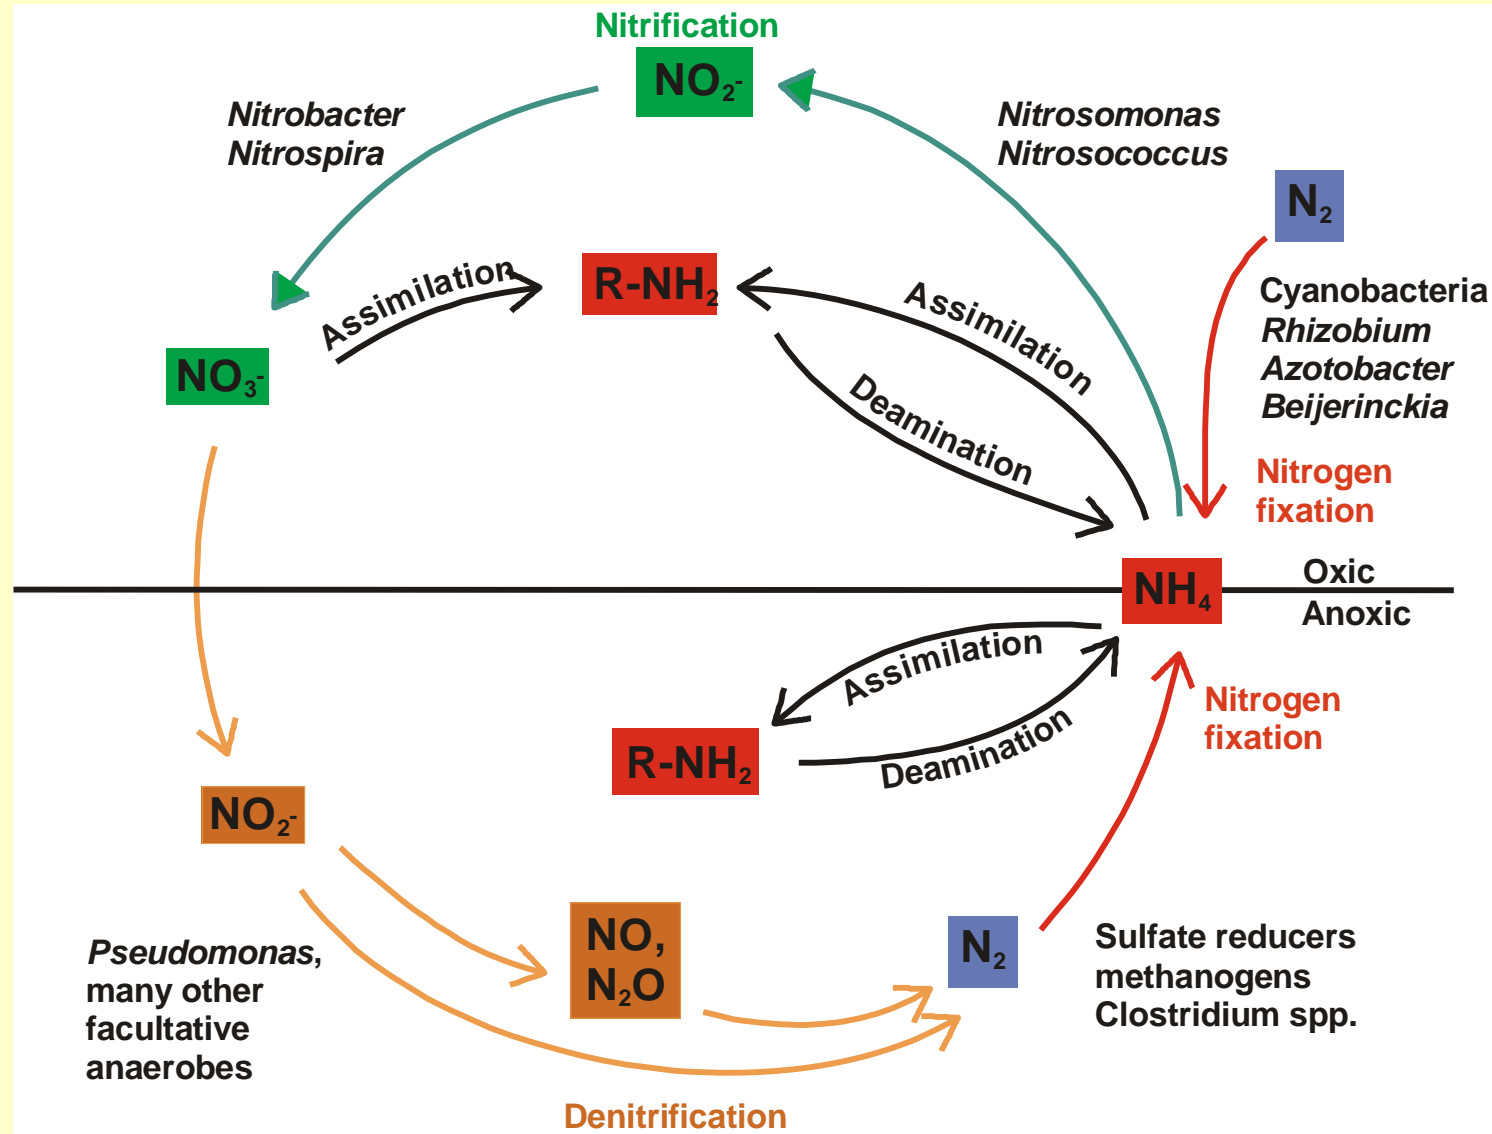 Nitrification
NO₂-
Nitrobacter
Nitrospira
Nitrosomonas
Nitrosococcus
N₂
Assimilation
R-NH₂
Assimilation
Deamination
Cyanobacteria
Rhizobium
Azotobacter
Beijerinckia
NO₃-
Nitrogen
fixation
NH₄
Oxic
Anoxic
Assimilation
Deamination
R-NH₂
Nitrogen
fixation
NO₂-
NO,
N₂O
N₂
Pseudomonas,
many other
facultative
anaerobes
Sulfate reducers
methanogens
Clostridium spp.
Denitrification